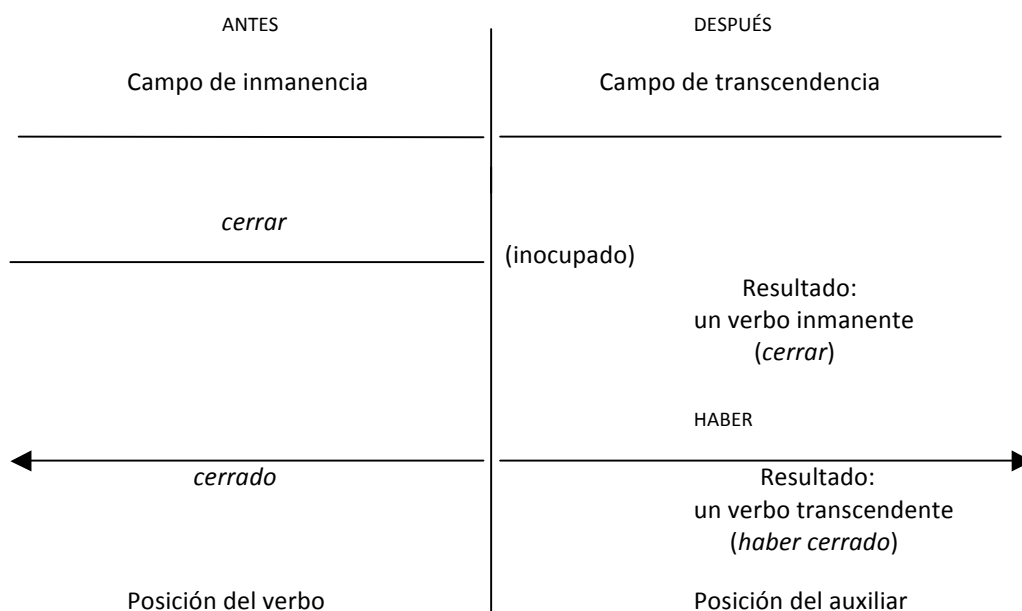 ANTES DESPUÉS
Campo de inmanencia Campo de transcendencia
cerrar
(inocupado)
Resultado:
un verbo inmanente
(cerrar)
HABER
cerrado Resultado:
un verbo transcendente
(haber cerrado)
Posición del verbo Posición del auxiliar